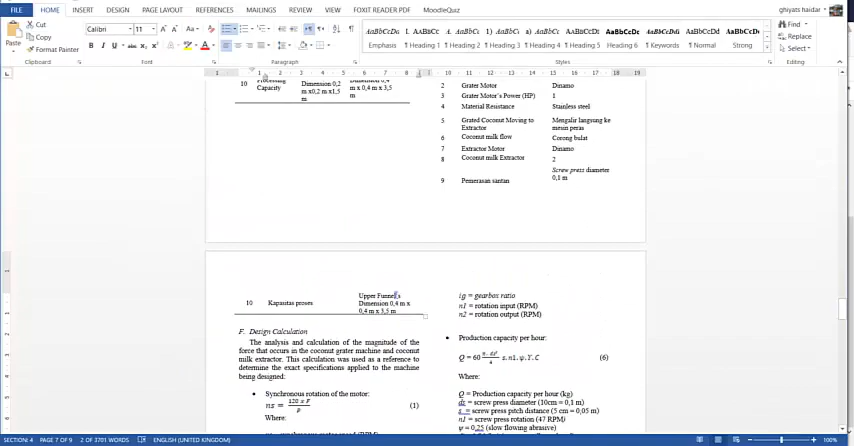 FILE
HOME
INSERT
DESIGN
PAGE LAYOUT
REFERENCES
MAILINGS
REVIEW
VIEW
FOXIT READER PDF
MoodleQuiz
ghiyats haidar
Cut
Copy
Format Painter
Paste
Clipboard
Calibri
11
Font
Paragraph
Emphasis
¶ Heading 1
¶ Heading 2
¶ Heading 3
¶ Heading 4
¶ Heading 5
Heading 6
¶ Keywords
¶ Normal
Strong
Styles
Find
Replace
Select
Editing
10 Processing Capacity
Dimension 0,2
m x0,2 m x1,5
m
Dimension 0,4
m x 0,4 m x 3,5
m
2 Grater Motor Dinamo
3 Grater Motor's Power (HP) 1
4 Material Resistance Stainless steel
5 Grated Coconut Moving to Extractor Mengalir langsung ke mesin peras
6 Coconut milk flow Corong bulat
7 Extractor Motor Dinamo
8 Coconut milk Extractor 2
9 Pemerasan santan Screw press diameter 0,1 m
10 Kapasitas proses
Upper Funnel's
Dimension 0,4 m x
0,4 m x 3,5 m
F. Design Calculation
The analysis and calculation of the magnitude of the
force that occurs in the coconut grater machine and coconut
milk extractor. This calculation was used as a reference to
determine the exact specifications applied to the machine
being designed:
• Synchronous rotation of the motor:
ns = 120 x F / p (1)
Where:
ig = gearbox ratio
n1 = rotation input (RPM)
n2 = rotation output (RPM)
• Production capacity per hour:
(6)
Where:
Q = Production capacity per hour (kg)
ds = screw press diameter (10cm = 0,1 m)
s = screw press pitch distance (5 cm = 0,05 m)
n1 = screw press rotation (47 RPM)
ψ = 0,25 (slow flowing abrasive)
SECTION: 4
PAGE 7 OF 9
2 OF 3701 WORDS
ENGLISH (UNITED KINGDOM)
100%